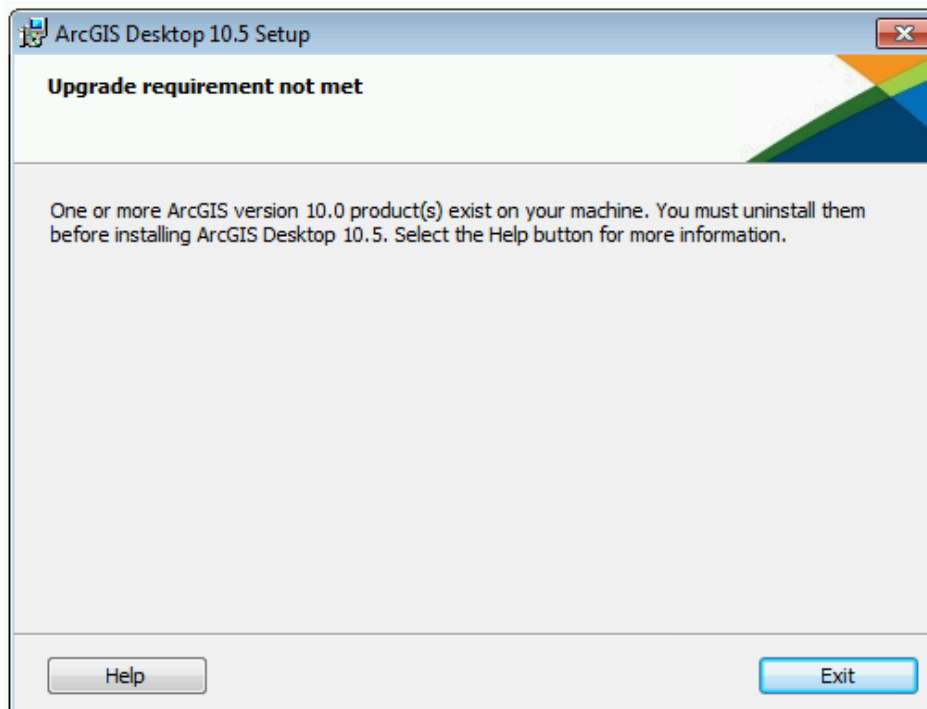 ArcGIS Desktop 10.5 Setup
Upgrade requirement not met
One or more ArcGIS version 10.0 product(s) exist on your machine. You must uninstall them
before installing ArcGIS Desktop 10.5. Select the Help button for more information.
Help
Exit